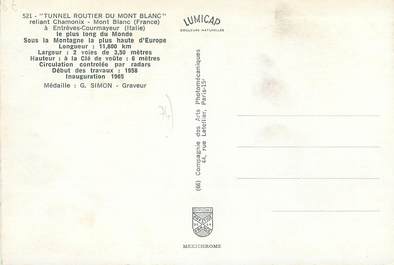 521 - "TUNNEL ROUTIER DU MONT BLANC"
reliant Chamonix - Mont Blanc (France)
à Entrèves-Courmayeur (Italie)
le plus long du Monde
Sous la Montagne la plus haute d'Europe
Longueur : 11,600 km
Largeur : 2 voies de 3,50 mètres
Hauteur : à la Clé de voûte : 6 mètres
Circulation contrôlée par radars
Début des travaux : 1958
Inauguration 1965
Médaille : G. SIMON - Graveur
LUMICAP
COULEURS NATURELLES
(66) Compagnie des Arts Photomécaniques
44, rue Letellier, Paris-15e
MEXICHROME